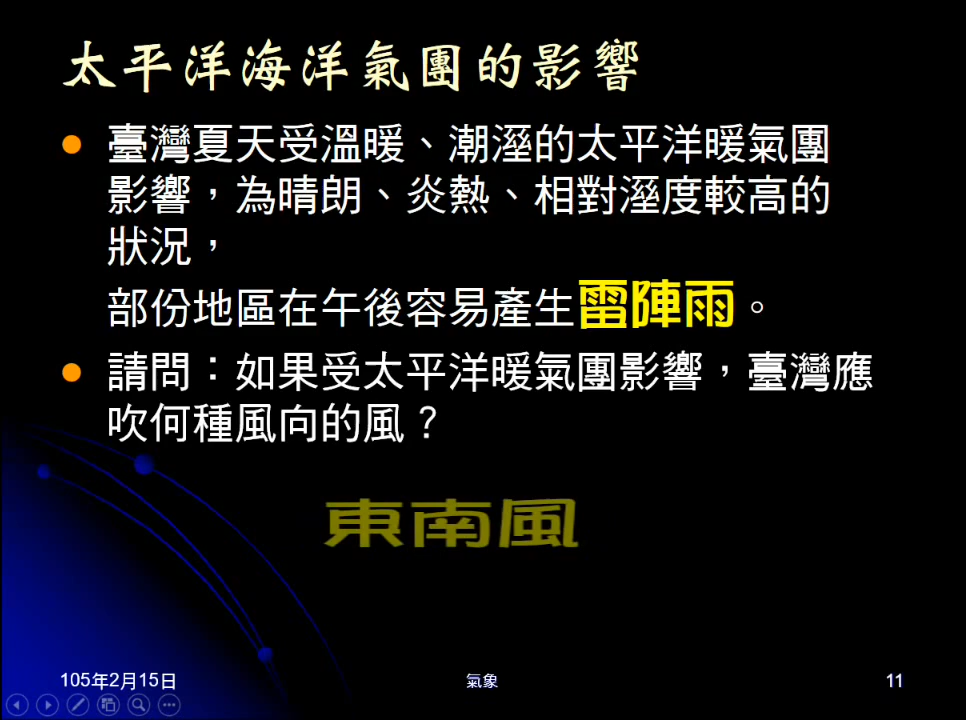 太平洋海洋氣團的影響
臺灣夏天受溫暖、潮溼的太平洋暖氣團
影響，為晴朗、炎熱、相對溼度較高的
狀況，
部份地區在午後容易產生雷陣雨。
請問：如果受太平洋暖氣團影響，臺灣應
吹何種風向的風？
東南風
105年2月15日
氣象
11